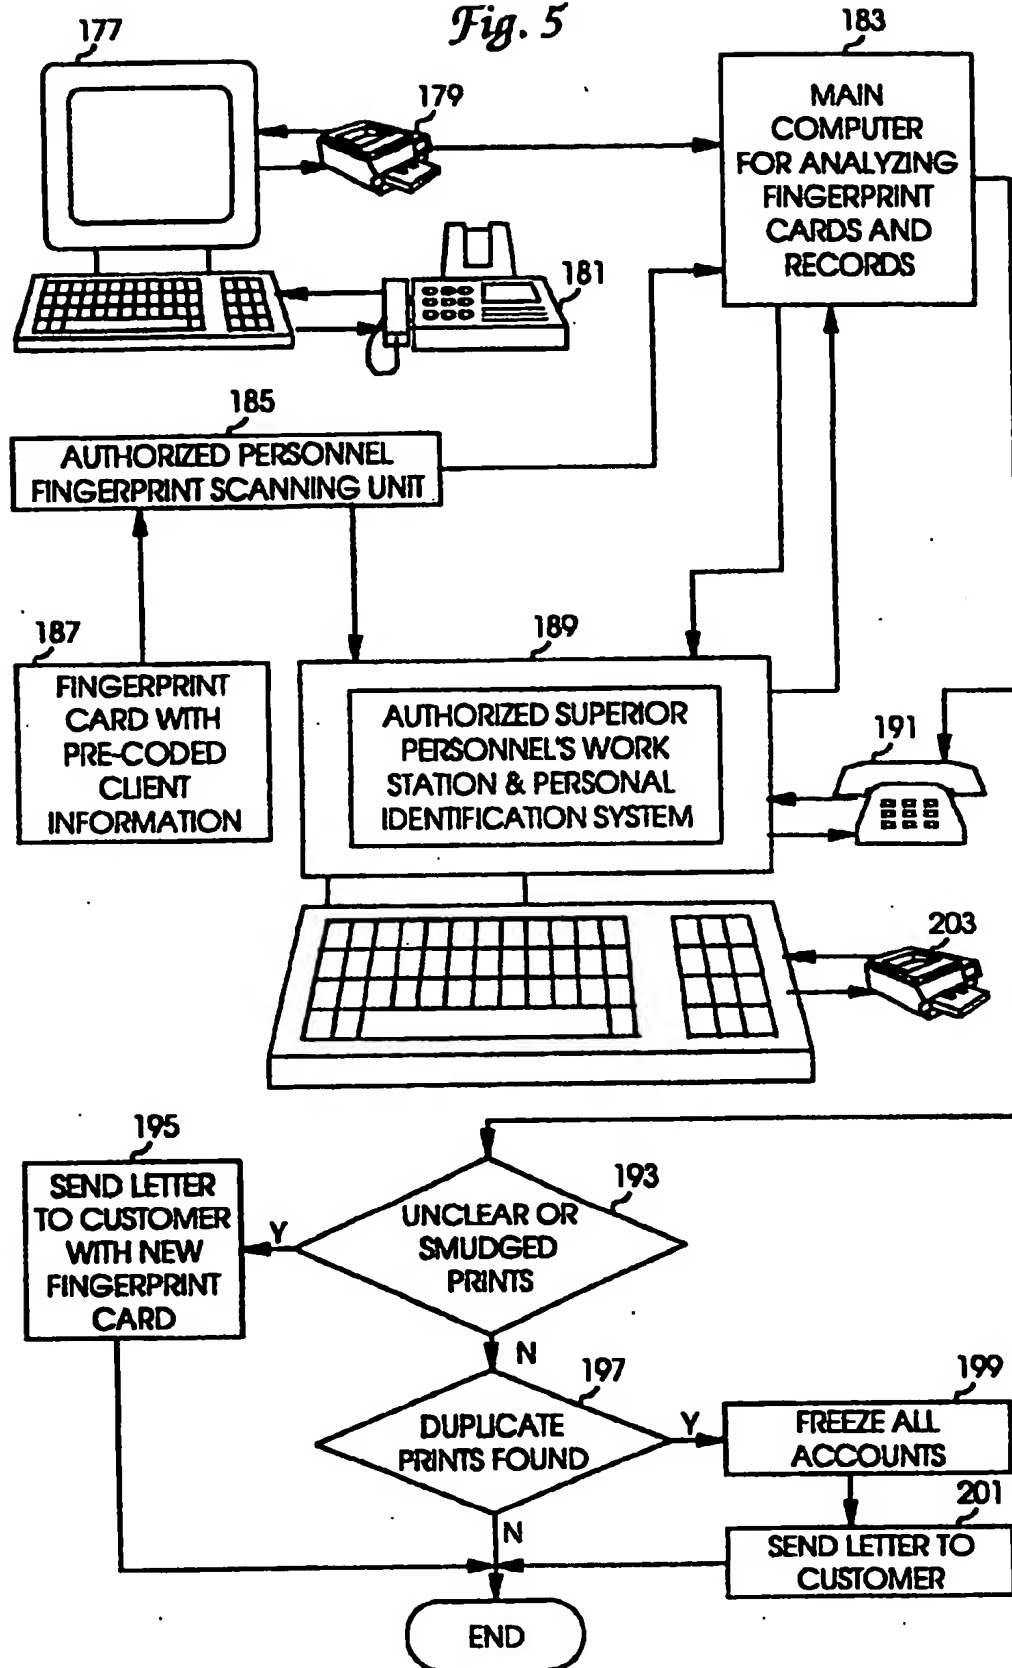 Fig. 5
177
179
183
MAIN
COMPUTER
FOR ANALYZING
FINGERPRINT
CARDS AND
RECORDS
181
185
AUTHORIZED PERSONNEL
FINGERPRINT SCANNING UNIT
187
FINGERPRINT
CARD WITH
PRE-CODED
CLIENT
INFORMATION
189
AUTHORIZED SUPERIOR
PERSONNEL'S WORK
STATION & PERSONAL
IDENTIFICATION SYSTEM
191
203
195
SEND LETTER
TO CUSTOMER
WITH NEW
FINGERPRINT
CARD
Y
193
UNCLEAR OR
SMUDGED
PRINTS
N
197
DUPLICATE
PRINTS FOUND
Y
199
FREEZE ALL
ACCOUNTS
201
SEND LETTER TO
CUSTOMER
N
END